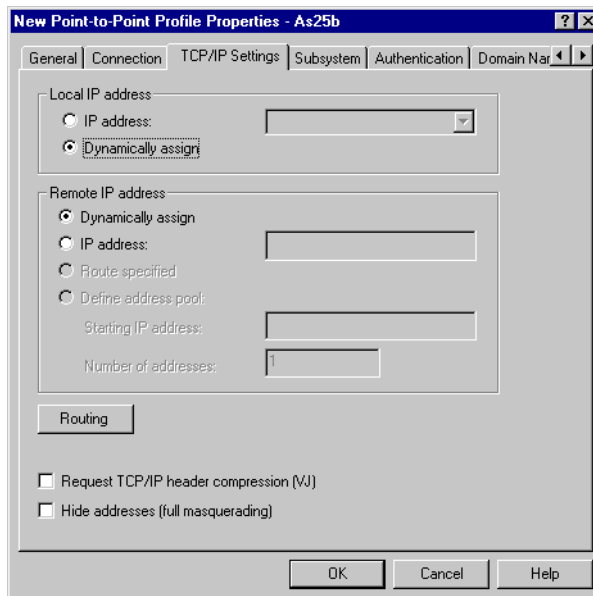 New Point-to-Point Profile Properties - As25b
General Connection TCP/IP Settings Subsystem Authentication Domain Nar
Local IP address
IP address:
Dynamically assign
Remote IP address
Dynamically assign
IP address:
Route specified
Define address pool:
Starting IP address:
Number of addresses: 1
Routing
Request TCP/IP header compression (VJ)
Hide addresses (full masquerading)
OK Cancel Help